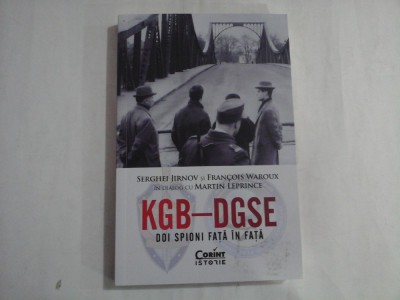 SERGHEI JIRNOV și FRANÇOIS WAROUX
ÎN DIALOG CU MARTIN LEPRINCE
KGB—DGSE
DOI SPIONI FAȚĂ ÎN FAȚĂ
CORINT
ISTORIE